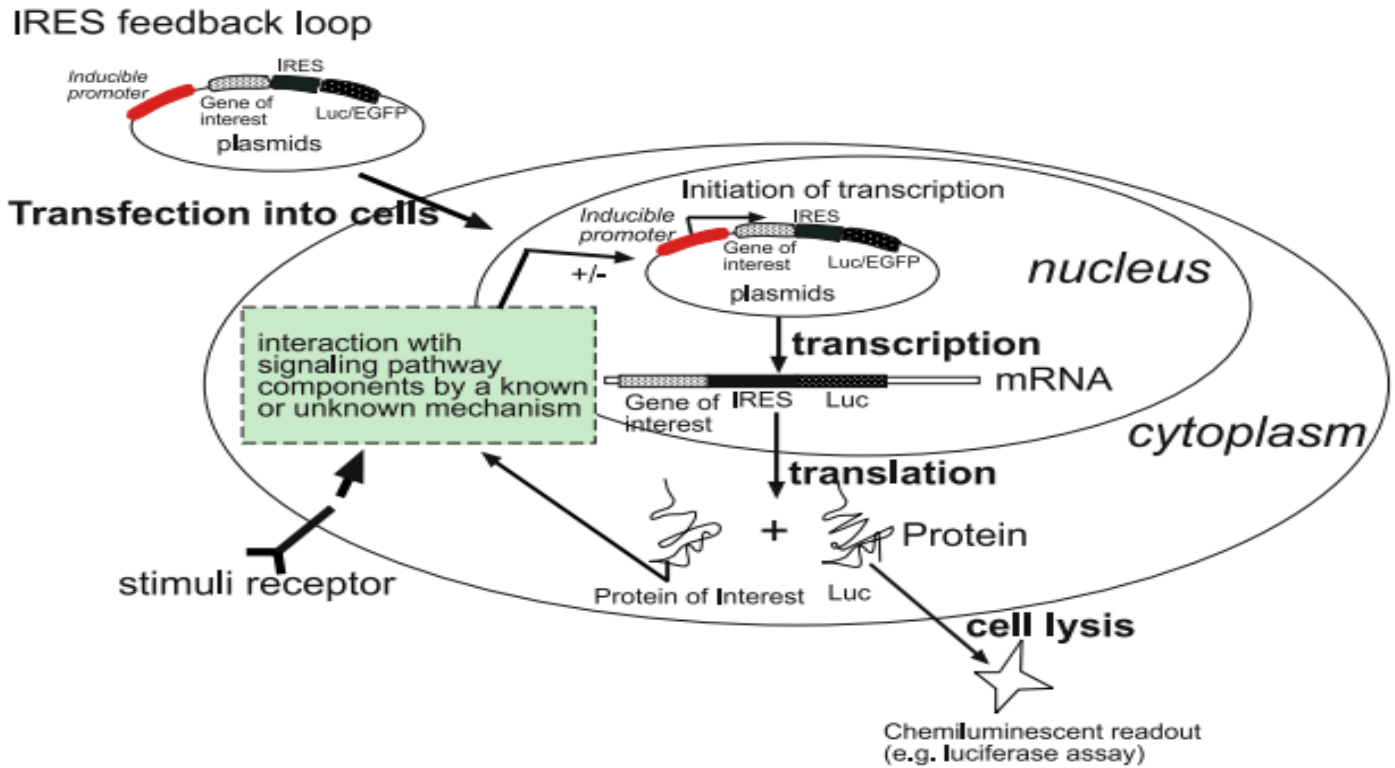 IRES feedback loop
Inducible
promoter
IRES
Gene of
interest
Luc/EGFP
plasmids
Transfection into cells
Initiation of transcription
Inducible
promoter
IRES
Gene of
interest
Luc/EGFP
plasmids
+/-
nucleus
interaction wtih
signaling pathway
components by a known
or unknown mechanism
transcription
mRNA
Gene of
interest
IRES
Luc
cytoplasm
translation
+
Protein
stimuli receptor
Protein of Interest
Luc
cell lysis
Chemiluminescent readout
(e.g. luciferase assay)